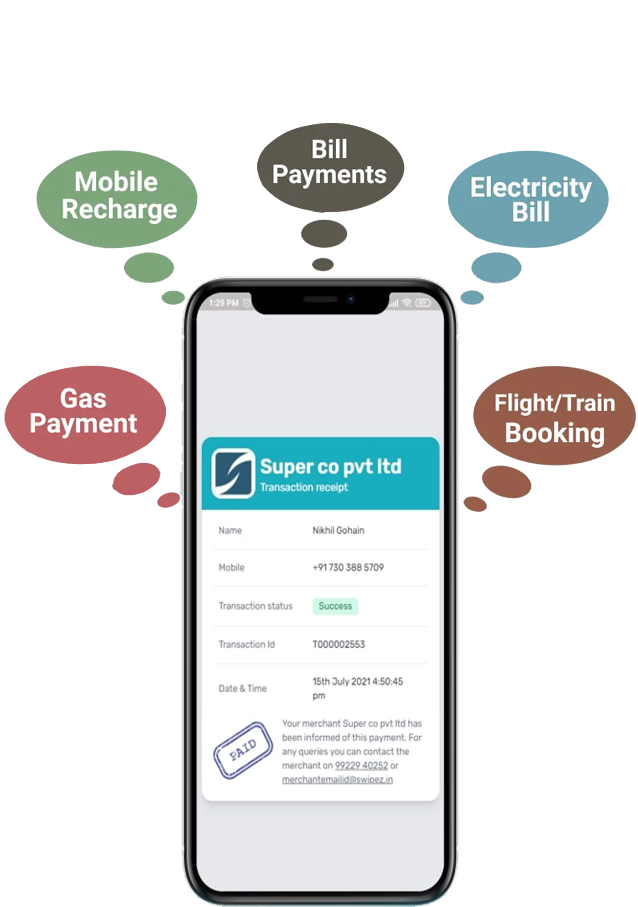 Bill
Payments
Mobile
Recharge
Electricity
Bill
Gas
Payment
Flight/Train
Booking
1:29 PM
Super co pvt ltd
Transaction receipt
Name Nikhil Gohain
Mobile +91 730 388 5709
Transaction status Success
Transaction Id T000002553
Date & Time 15th July 2021 4:50:45
pm
PAID
Your merchant Super co pvt ltd has
been informed of this payment. For
any queries you can contact the
merchant on 99229 40252 or
merchantemailid@swipez.in